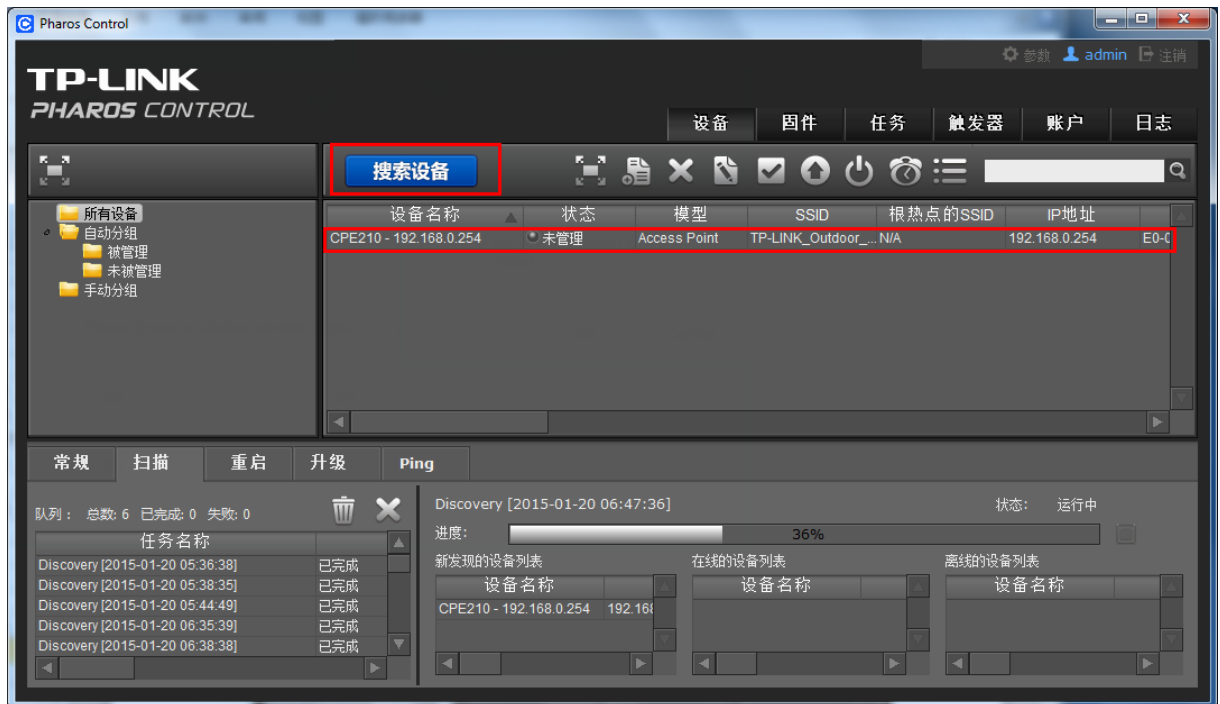 Pharos Control
参数 admin 注销
TP-LINK
PHAROS CONTROL
设备 固件 任务 触发器 账户 日志
搜索设备
所有设备
自动分组
被管理
未被管理
手动分组
设备名称 状态 模型 SSID 根热点的SSID IP地址
CPE210 - 192.168.0.254 未管理 Access Point TP-LINK_Outdoor_... N/A 192.168.0.254 E0-C
常规 扫描 重启 升级 Ping
队列： 总数: 6 已完成: 0 失败: 0
任务名称
Discovery [2015-01-20 05:36:38] 已完成
Discovery [2015-01-20 05:38:35] 已完成
Discovery [2015-01-20 05:44:49] 已完成
Discovery [2015-01-20 06:35:39] 已完成
Discovery [2015-01-20 06:38:38] 已完成
Discovery [2015-01-20 06:47:36] 状态: 运行中
进度: 36%
新发现的设备列表 在线的设备列表 离线的设备列表
设备名称 设备名称 设备名称
CPE210 - 192.168.0.254 192.168